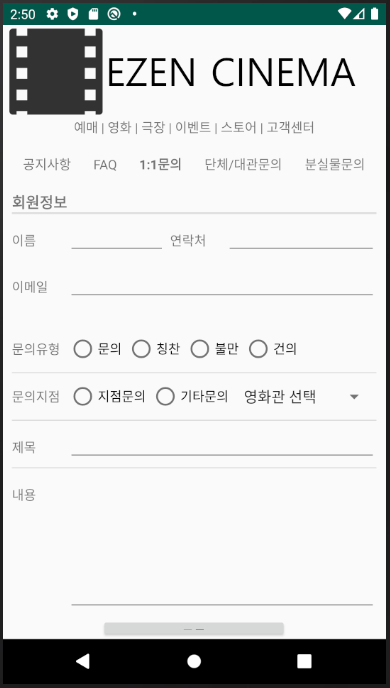 2:50
EZEN CINEMA
예매 | 영화 | 극장 | 이벤트 | 스토어 | 고객센터
공지사항 FAQ 1:1문의 단체/대관문의 분실물문의
회원정보
이름 연락처
이메일
문의유형 문의 칭찬 불만 건의
문의지점 지점문의 기타문의 영화관 선택
제목
내용